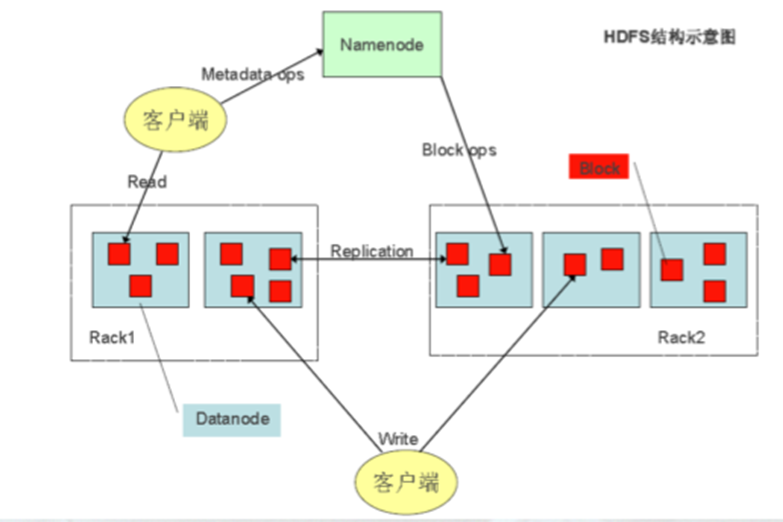 HDFS结构示意图
Namenode
Metadata ops
客户端
Block ops
Read
Block
Replication
Rack1
Rack2
Datanode
Write
客户端